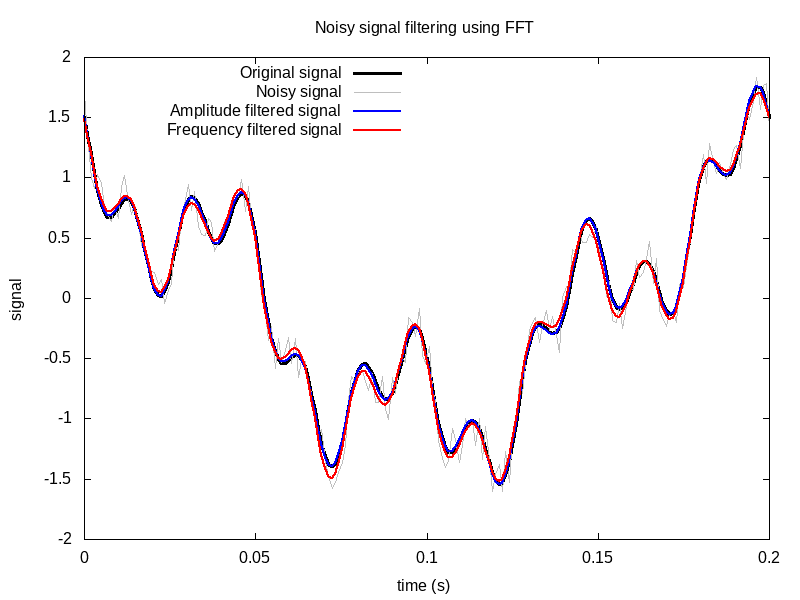 Noisy signal filtering using FFT
Original signal
Noisy signal
Amplitude filtered signal
Frequency filtered signal
2
1.5
1
0.5
0
-0.5
-1
-1.5
-2
signal
0 0.05 0.1 0.15 0.2
time (s)